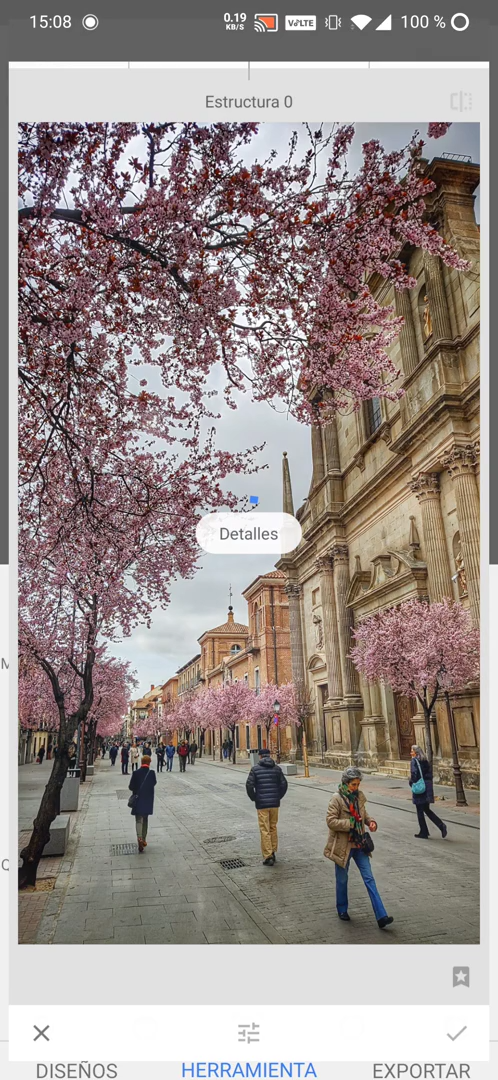 15:08
0.19
KB/S
VoLTE
100 %
Estructura 0
Detalles
M
Q
DISEÑOS
HERRAMIENTA
EXPORTAR